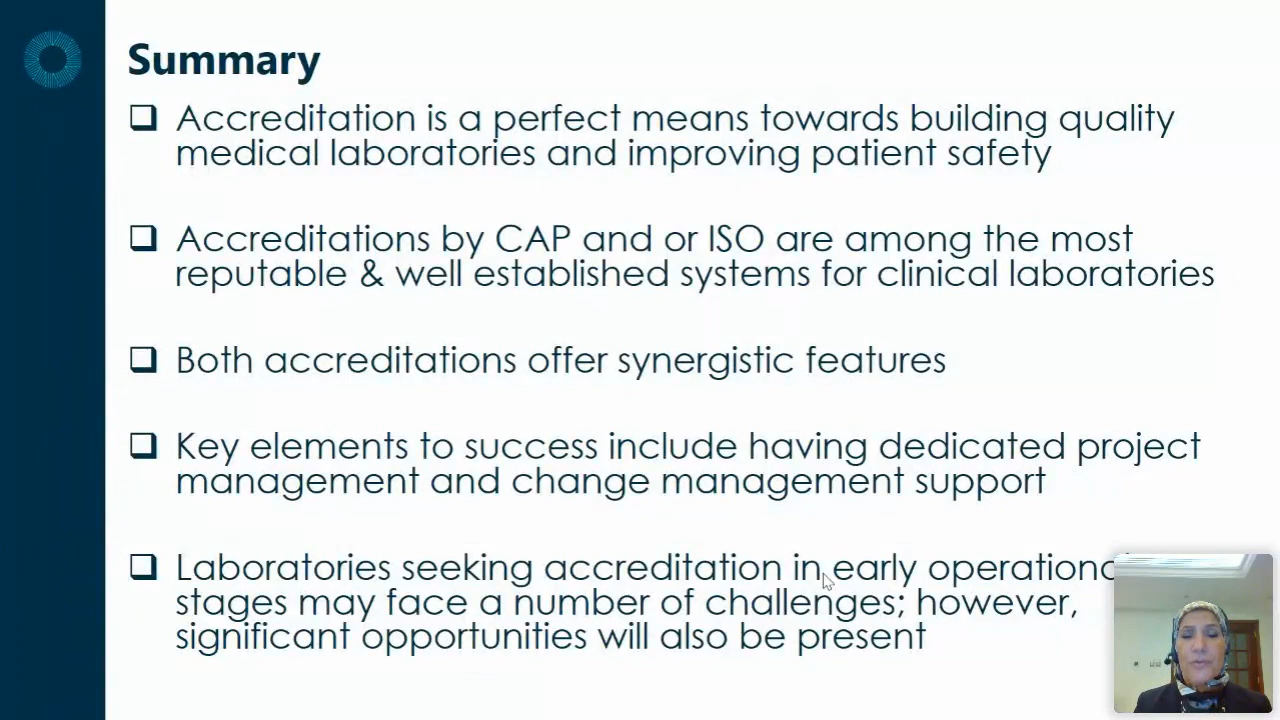 Summary
Accreditation is a perfect means towards building quality
medical laboratories and improving patient safety
Accreditations by CAP and or ISO are among the most
reputable & well established systems for clinical laboratories
Both accreditations offer synergistic features
Key elements to success include having dedicated project
management and change management support
Laboratories seeking accreditation in early
stages may face a number of challenges; however,
significant opportunities will also be present